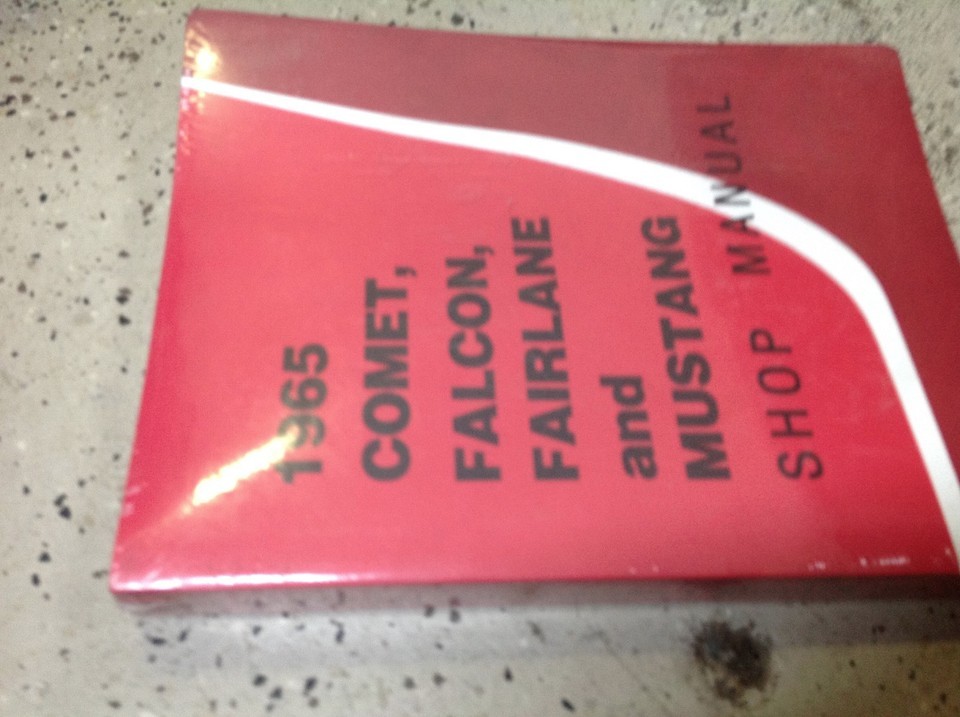 1965
COMET,
FALCON,
FAIRLANE
and
MUSTANG
SHOP MANUAL